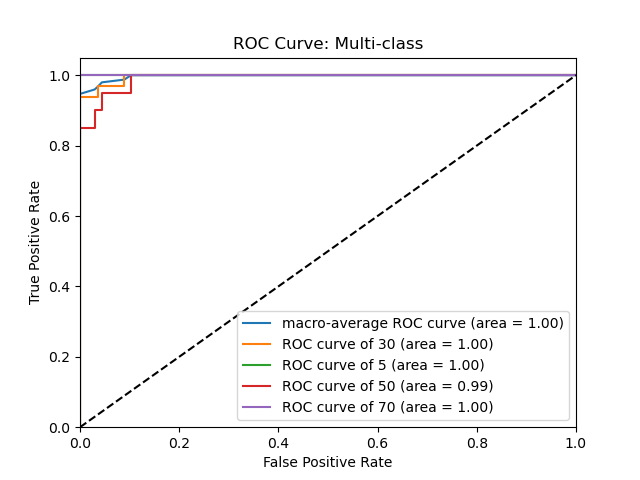 ROC Curve: Multi-class
1.0
0.8
0.6
0.4
0.2
0.0
True Positive Rate
macro-average ROC curve (area = 1.00)
ROC curve of 30 (area = 1.00)
ROC curve of 5 (area = 1.00)
ROC curve of 50 (area = 0.99)
ROC curve of 70 (area = 1.00)
0.0 0.2 0.4 0.6 0.8 1.0
False Positive Rate